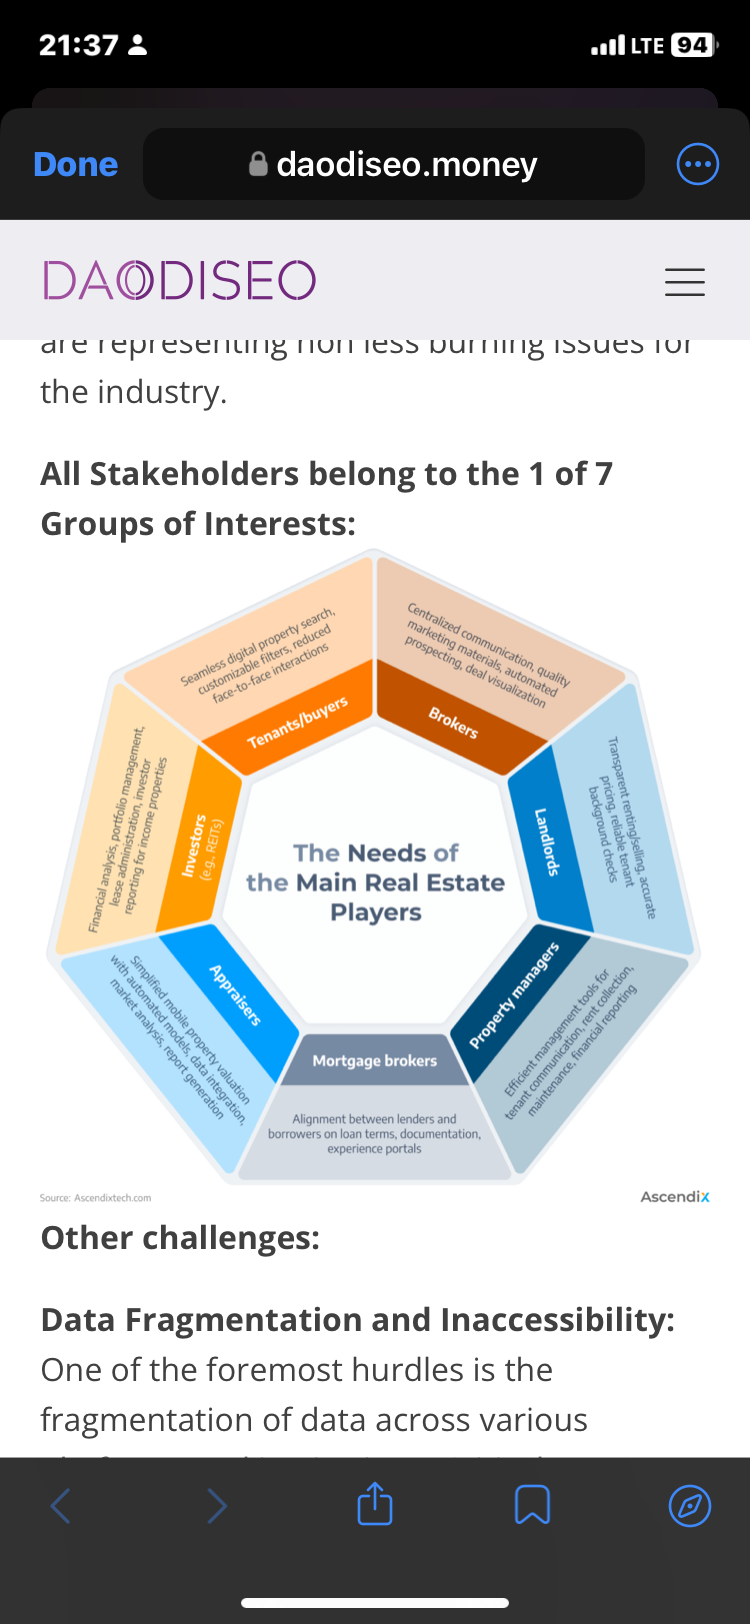 21:37
LTE 94
Done
daodiseo.money
DAODISEO
are representing non less burning issues for
the industry.
All Stakeholders belong to the 1 of 7
Groups of Interests:
Seamless digital property search,
customizable filters, reduced
face-to-face interactions
Tenants/buyers
Centralized communication, quality
marketing materials, automated
prospecting, deal visualization
Brokers
Transparent renting/selling, accurate
pricing, reliable tenant
background checks
Landlords
Efficient management tools for
tenant communication, rent collection,
maintenance, financial reporting
Property managers
Mortgage brokers
Alignment between lenders and
borrowers on loan terms, documentation,
experience portals
Appraisers
Simplified mobile property valuation
with automated models, data integration,
market analysis, report generation
Investors
(e.g., REITs)
Financial analysis, portfolio management,
lease administration, investor
reporting for income properties
The Needs of
the Main Real Estate
Players
Source: Ascendixtech.com
Ascendix
Other challenges:
Data Fragmentation and Inaccessibility:
One of the foremost hurdles is the
fragmentation of data across various